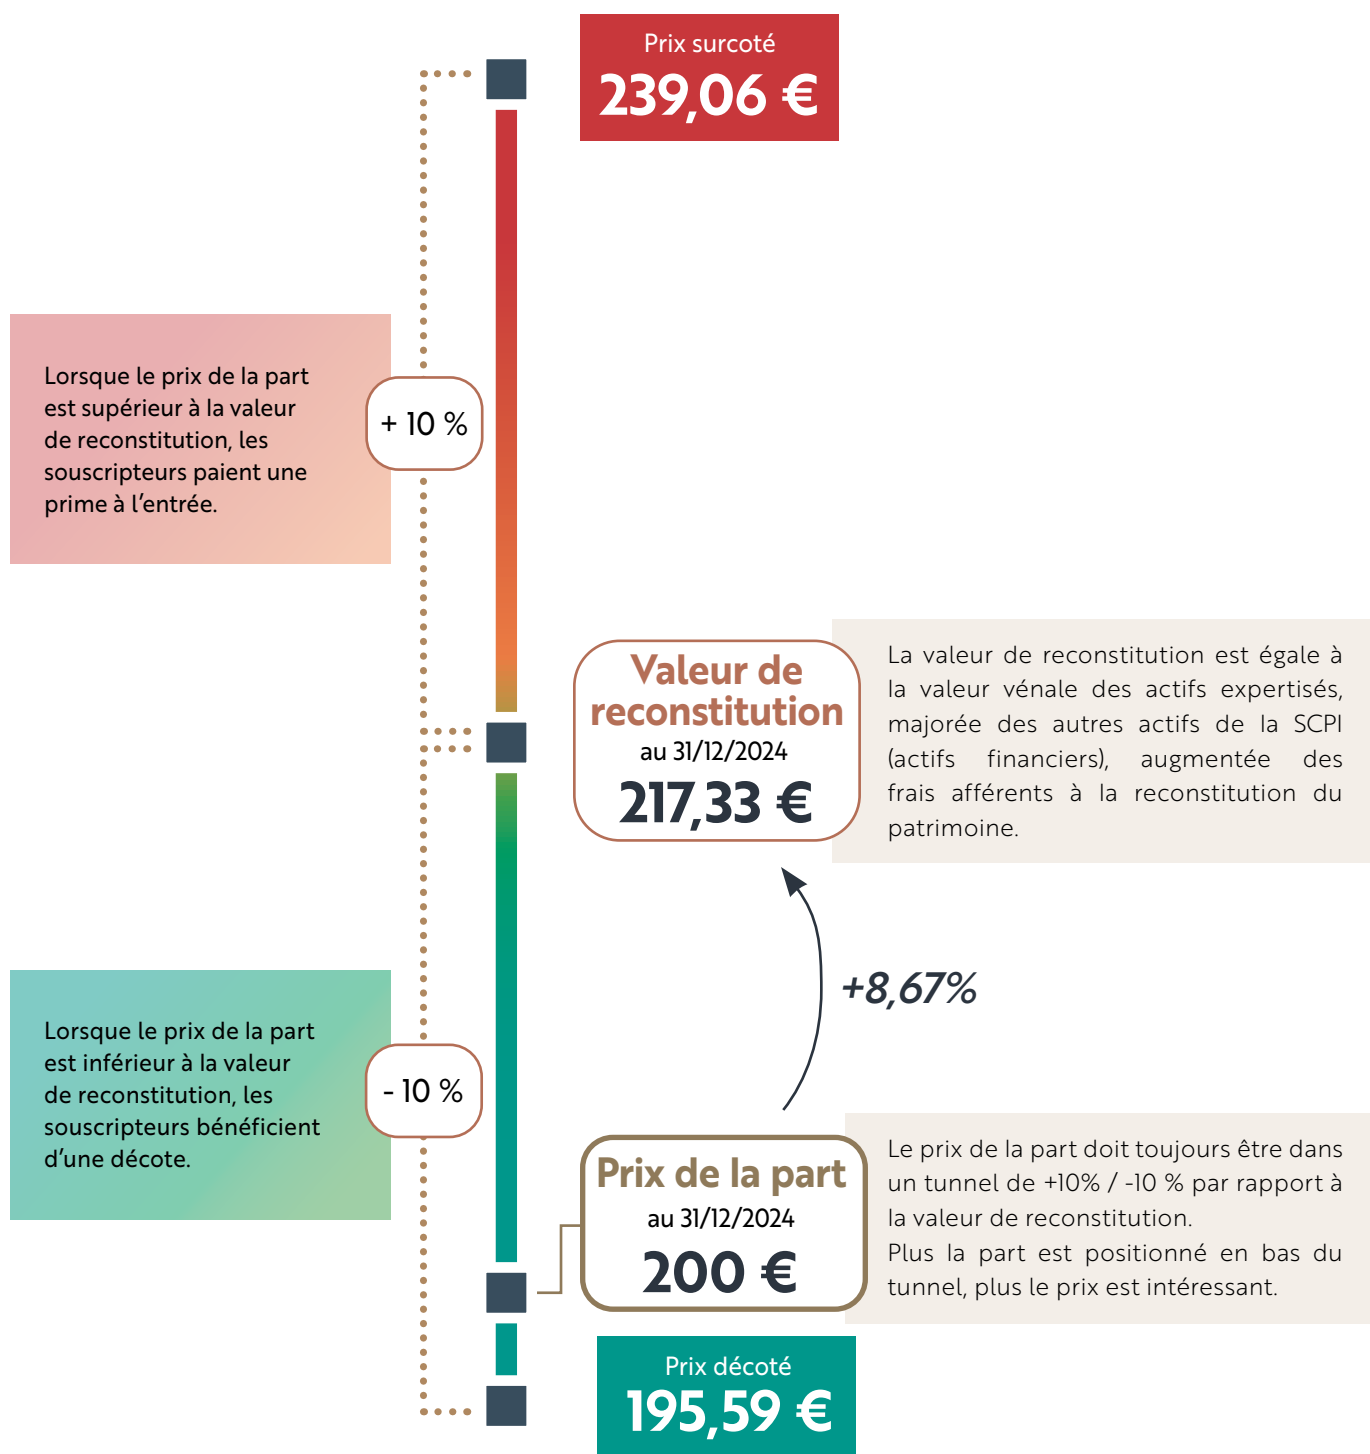 Prix surcoté
239,06 €
Lorsque le prix de la part
est supérieur à la valeur
de reconstitution, les
souscripteurs paient une
prime à l'entrée.
+ 10 %
Valeur de
reconstitution
au 31/12/2024
217,33 €
La valeur de reconstitution est égale à
la valeur vénale des actifs expertisés,
majorée des autres actifs de la SCPI
(actifs financiers), augmentée des
frais afférents à la reconstitution du
patrimoine.
+8,67%
Lorsque le prix de la part
est inférieur à la valeur
de reconstitution, les
souscripteurs bénéficient
d'une décote.
- 10 %
Prix de la part
au 31/12/2024
200 €
Le prix de la part doit toujours être dans
un tunnel de +10% / -10 % par rapport à
la valeur de reconstitution.
Plus la part est positionné en bas du
tunnel, plus le prix est intéressant.
Prix décoté
195,59 €